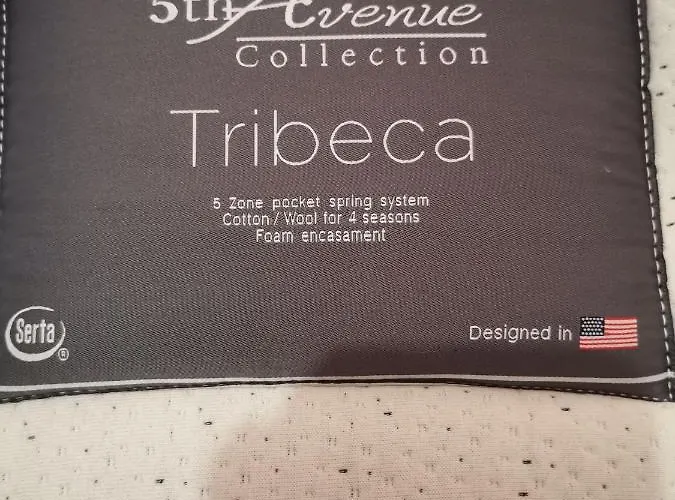 5th Avenue
Collection
Tribeca
5 Zone pocket spring system
Cotton / Wool for 4 seasons
Foam encasament
Serta ®
Designed in